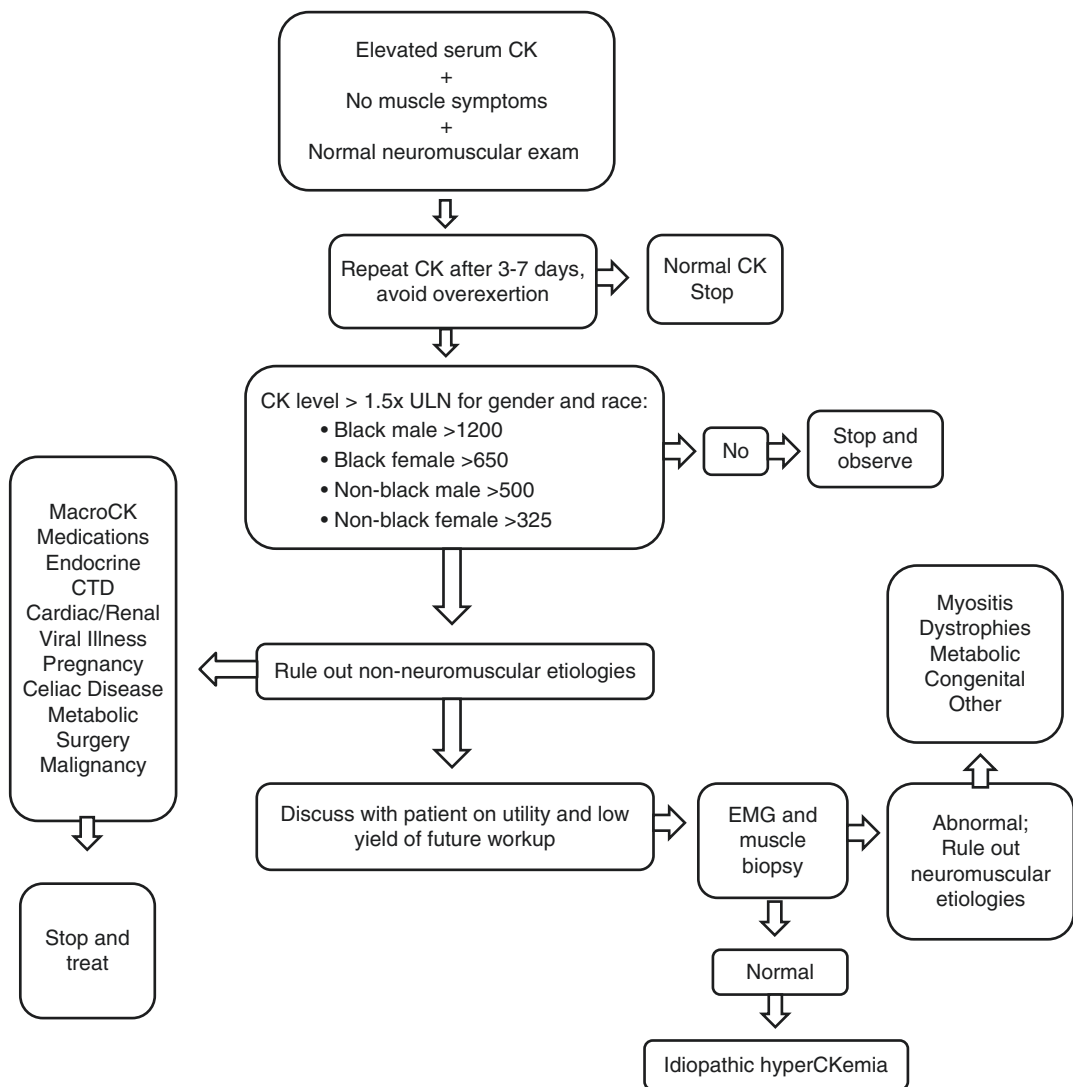 Elevated serum CK
+
No muscle symptoms
+
Normal neuromuscular exam
Repeat CK after 3-7 days,
avoid overexertion
Normal CK
Stop
CK level > 1.5x ULN for gender and race:
• Black male >1200
• Black female >650
• Non-black male >500
• Non-black female >325
No
Stop and
observe
MacroCK
Medications
Endocrine
CTD
Cardiac/Renal
Viral Illness
Pregnancy
Celiac Disease
Metabolic
Surgery
Malignancy
Stop and
treat
Rule out non-neuromuscular etiologies
Discuss with patient on utility and low
yield of future workup
EMG and
muscle
biopsy
Abnormal;
Rule out
neuromuscular
etiologies
Myositis
Dystrophies
Metabolic
Congenital
Other
Normal
Idiopathic hyperCKemia